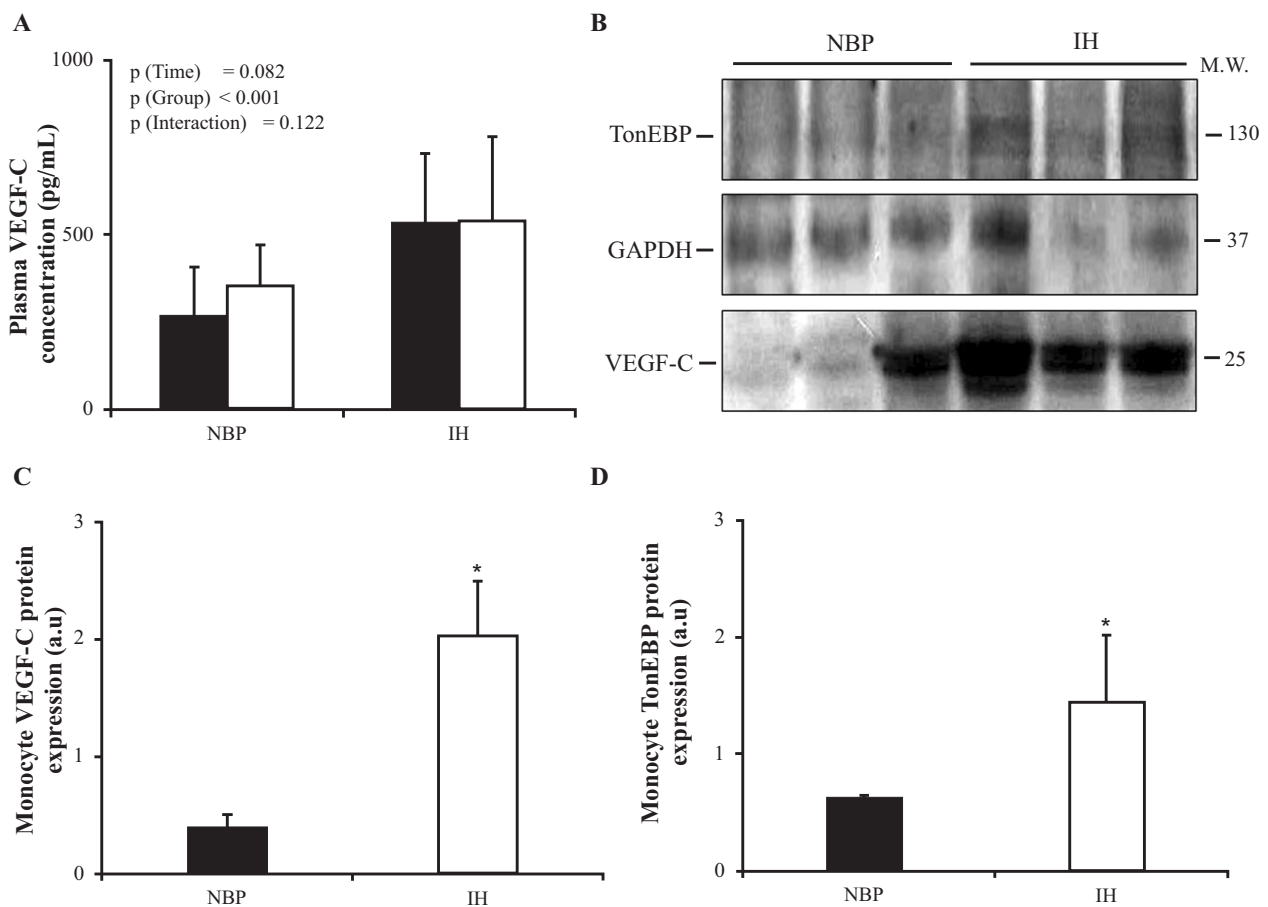 A
1000
p (Time) = 0.082
p (Group) < 0.001
p (Interaction) = 0.122
Plasma VEGF-C
concentration (pg/mL)
500
0
NBP
IH
B
NBP
IH
M.W.
TonEBP
130
GAPDH
37
VEGF-C
25
C
3
*
Monocyte VEGF-C protein
expression (a.u)
2
1
0
NBP
IH
D
3
*
Monocyte TonEBP protein
expression (a.u)
2
1
0
NBP
IH